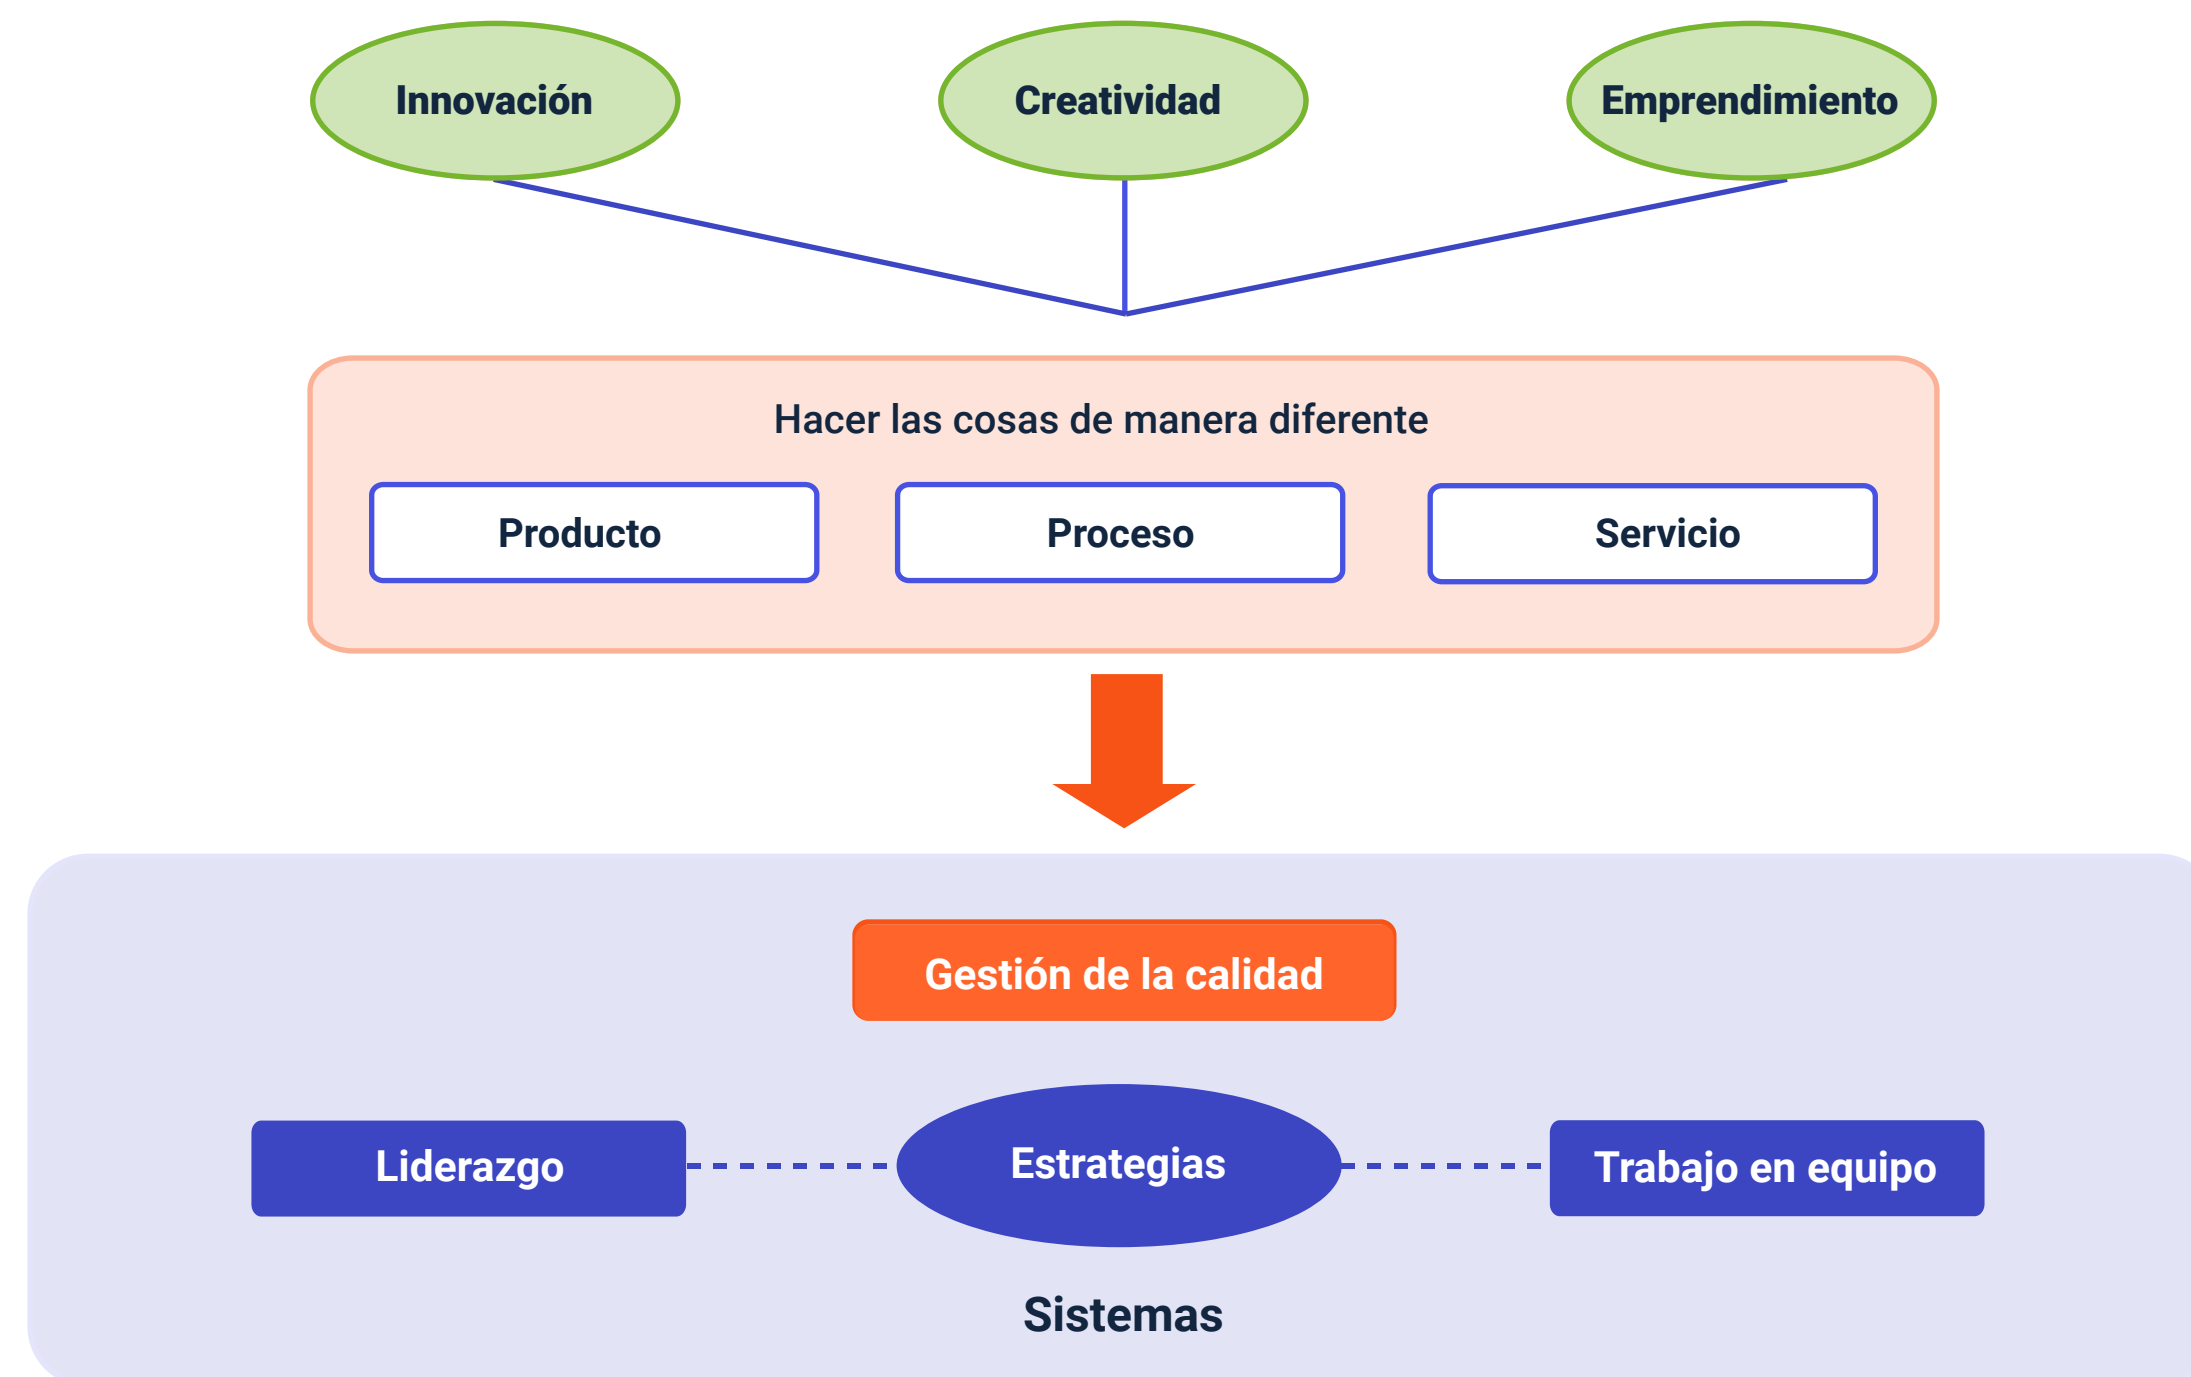 Innovación
Creatividad
Emprendimiento
Hacer las cosas de manera diferente
Producto
Proceso
Servicio
Gestión de la calidad
Liderazgo
Estrategias
Trabajo en equipo
Sistemas